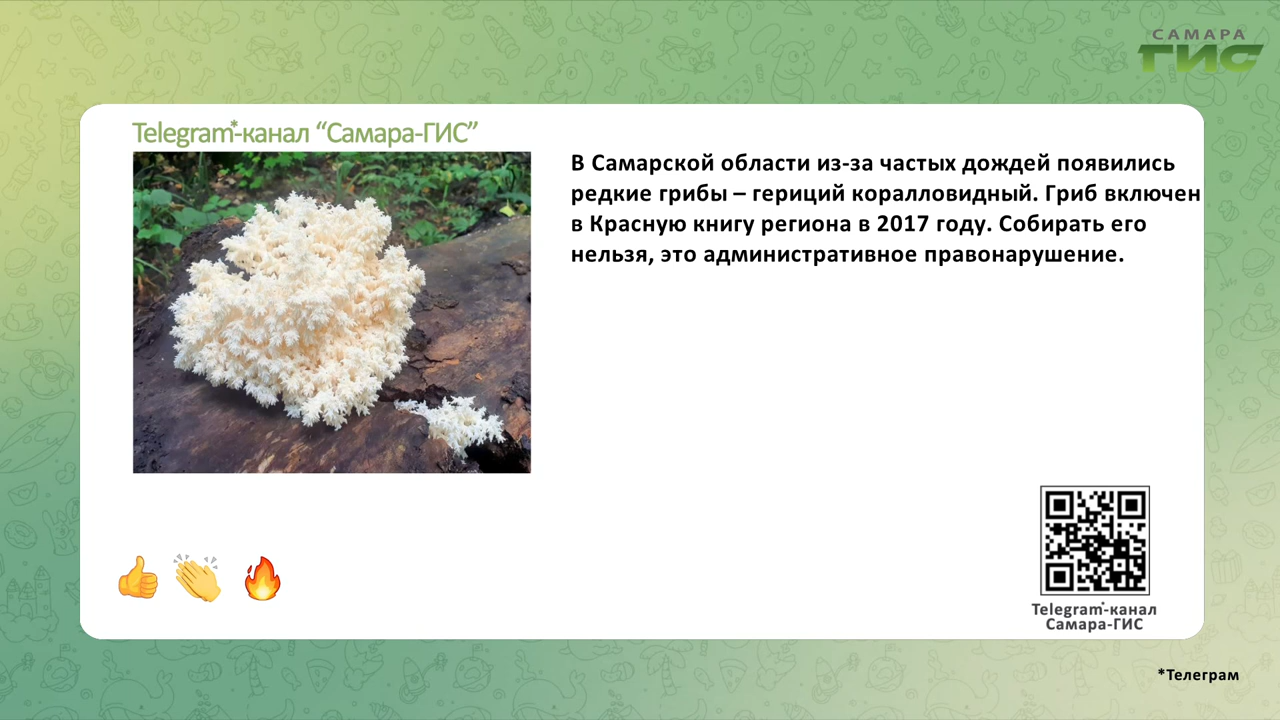 САМАРА
ГИС
Telegram*-канал “Самара-ГИС”
В Самарской области из-за частых дождей появились
редкие грибы – гериций коралловидный. Гриб включен
в Красную книгу региона в 2017 году. Собирать его
нельзя, это административное правонарушение.
Telegram*-канал
Самара-ГИС
*Телеграм